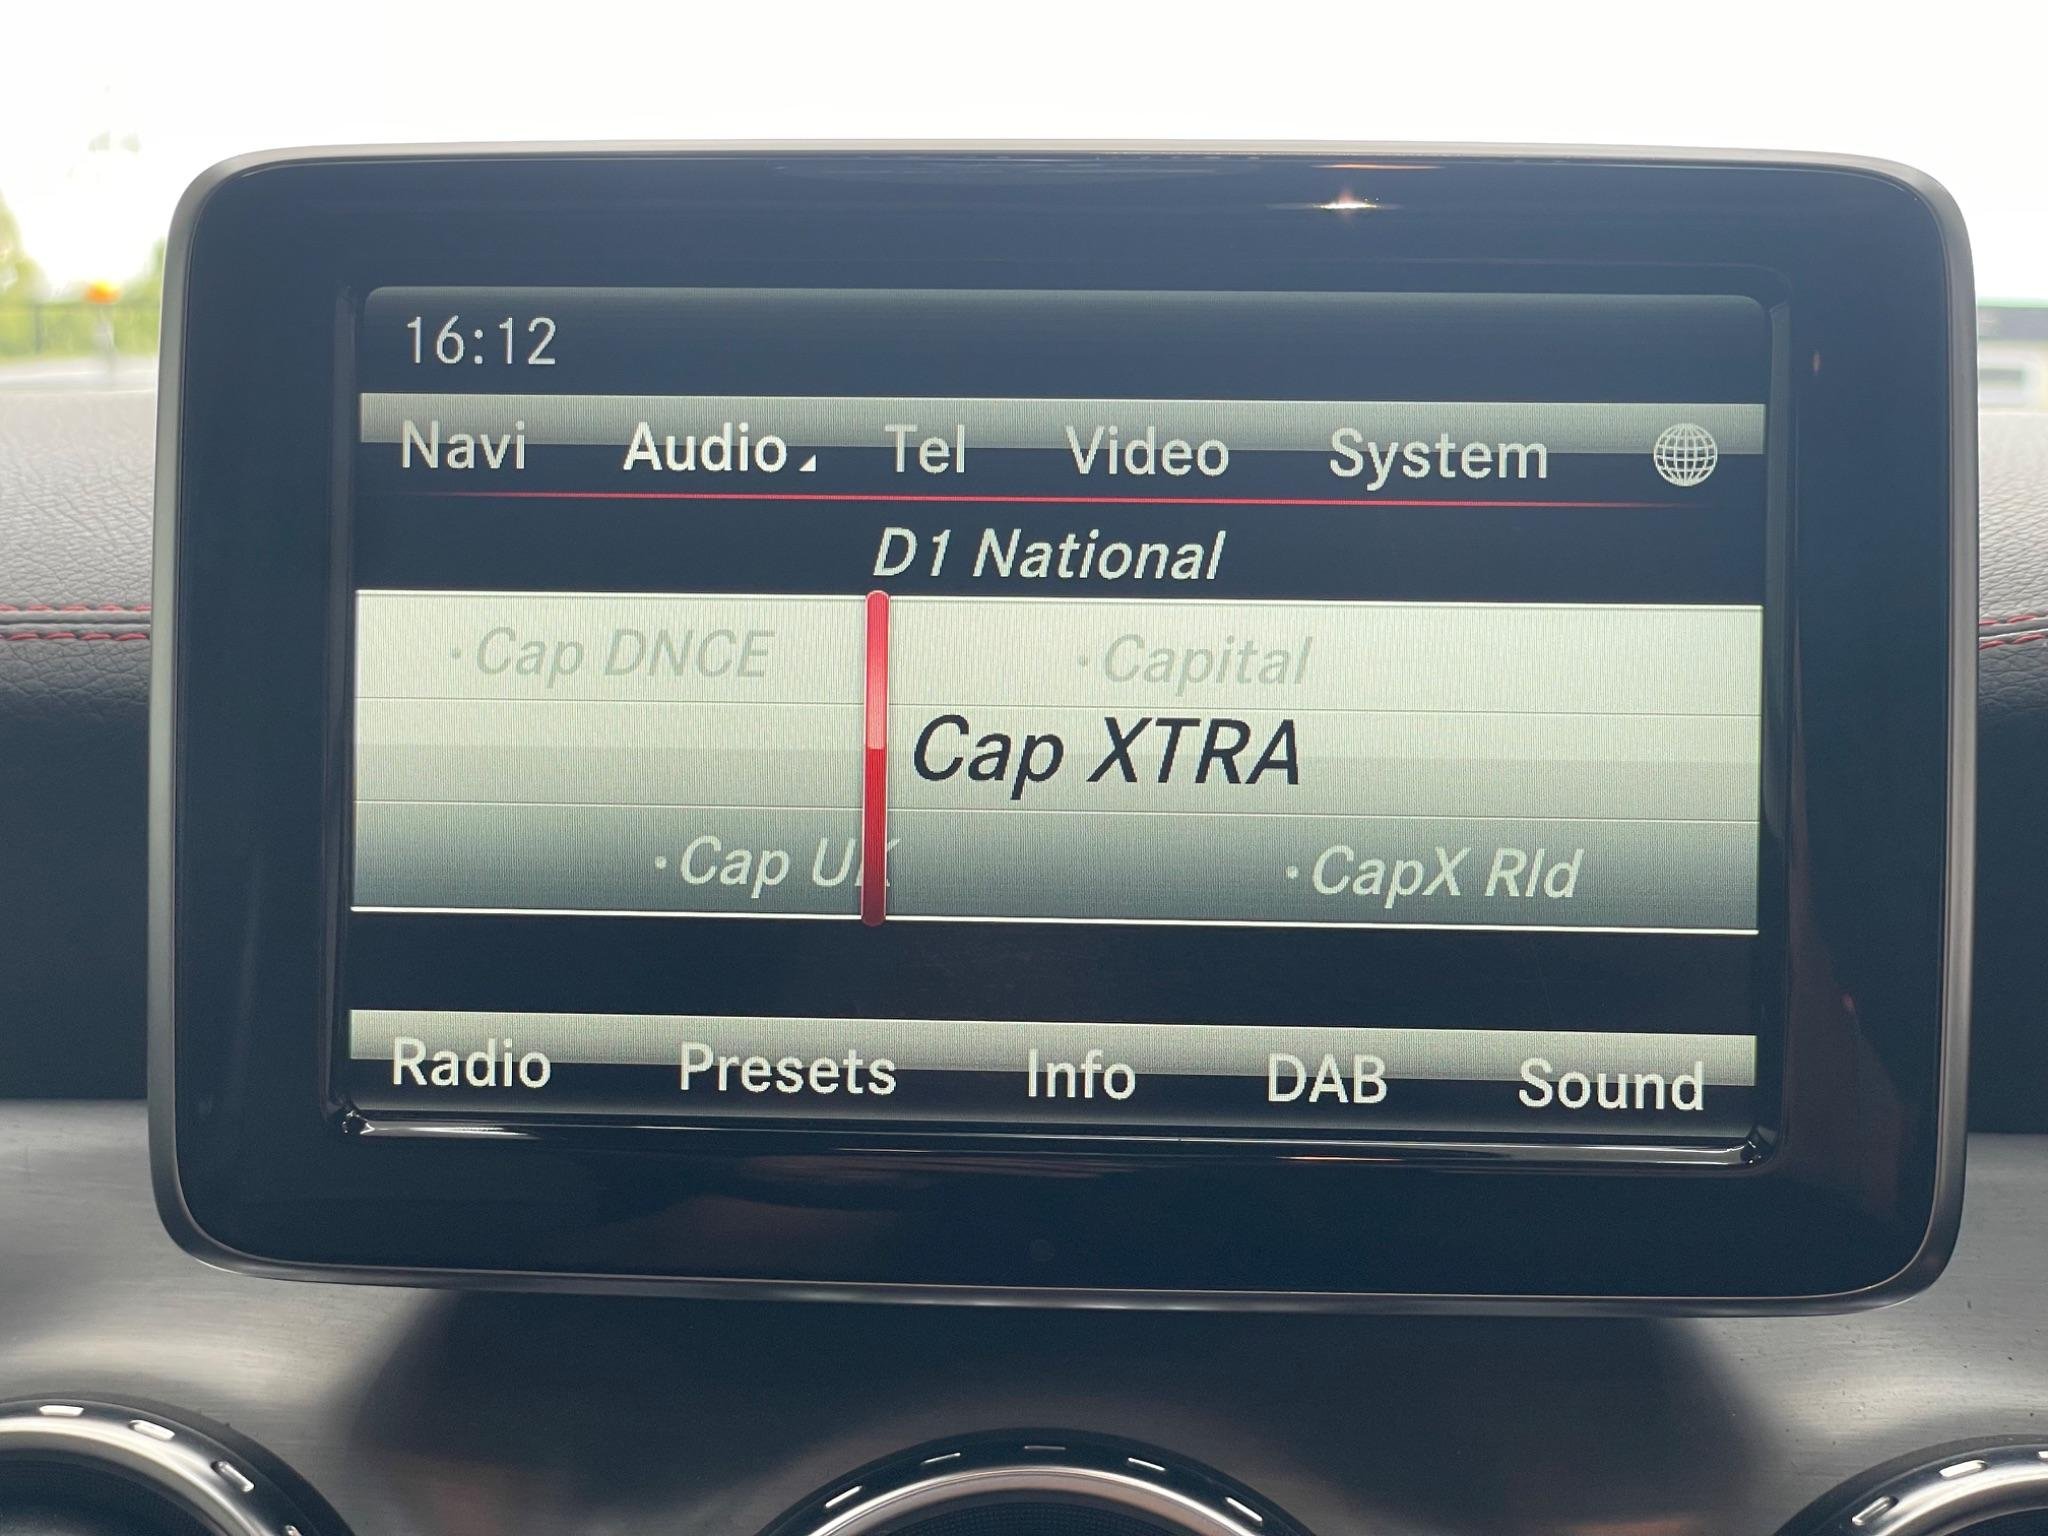 16:12
Navi Audio Tel Video System
D1 National
·Cap DNCE ·Capital
Cap XTRA
·Cap UK ·CapX Rld
Radio Presets Info DAB Sound